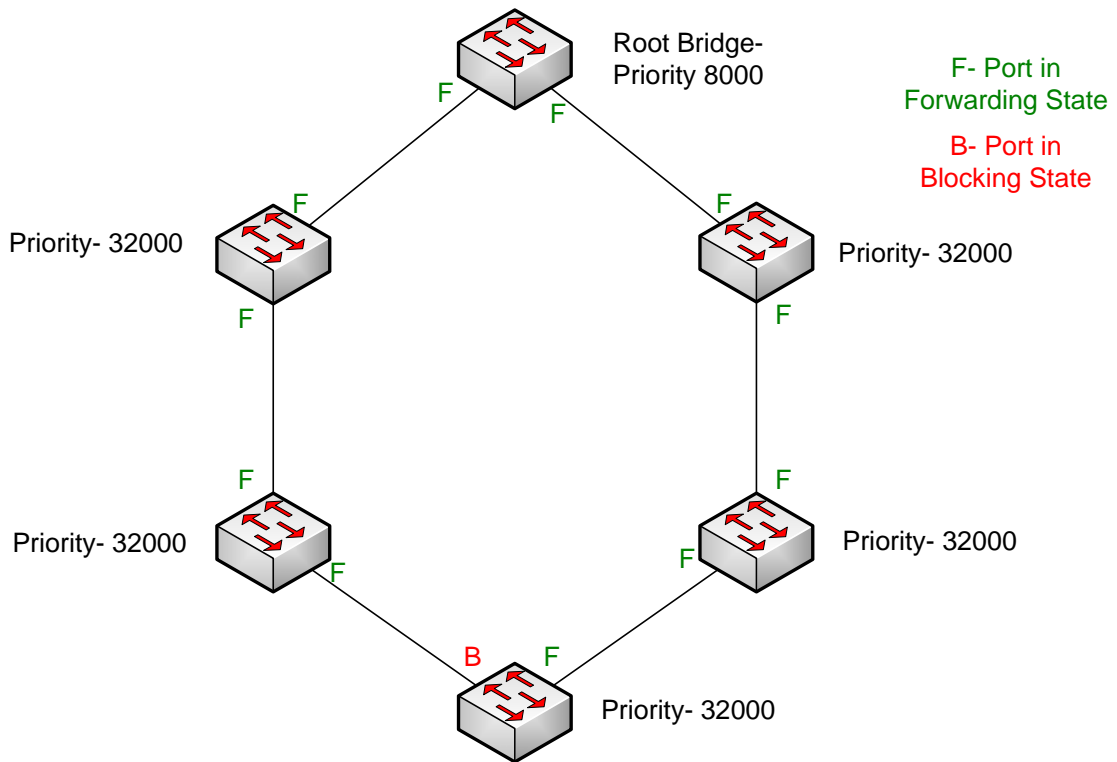 Root Bridge-
Priority 8000
F- Port in
Forwarding State
B- Port in
Blocking State
F
F
F
F
Priority- 32000
Priority- 32000
F
F
F
F
Priority- 32000
Priority- 32000
F
F
B
F
Priority- 32000